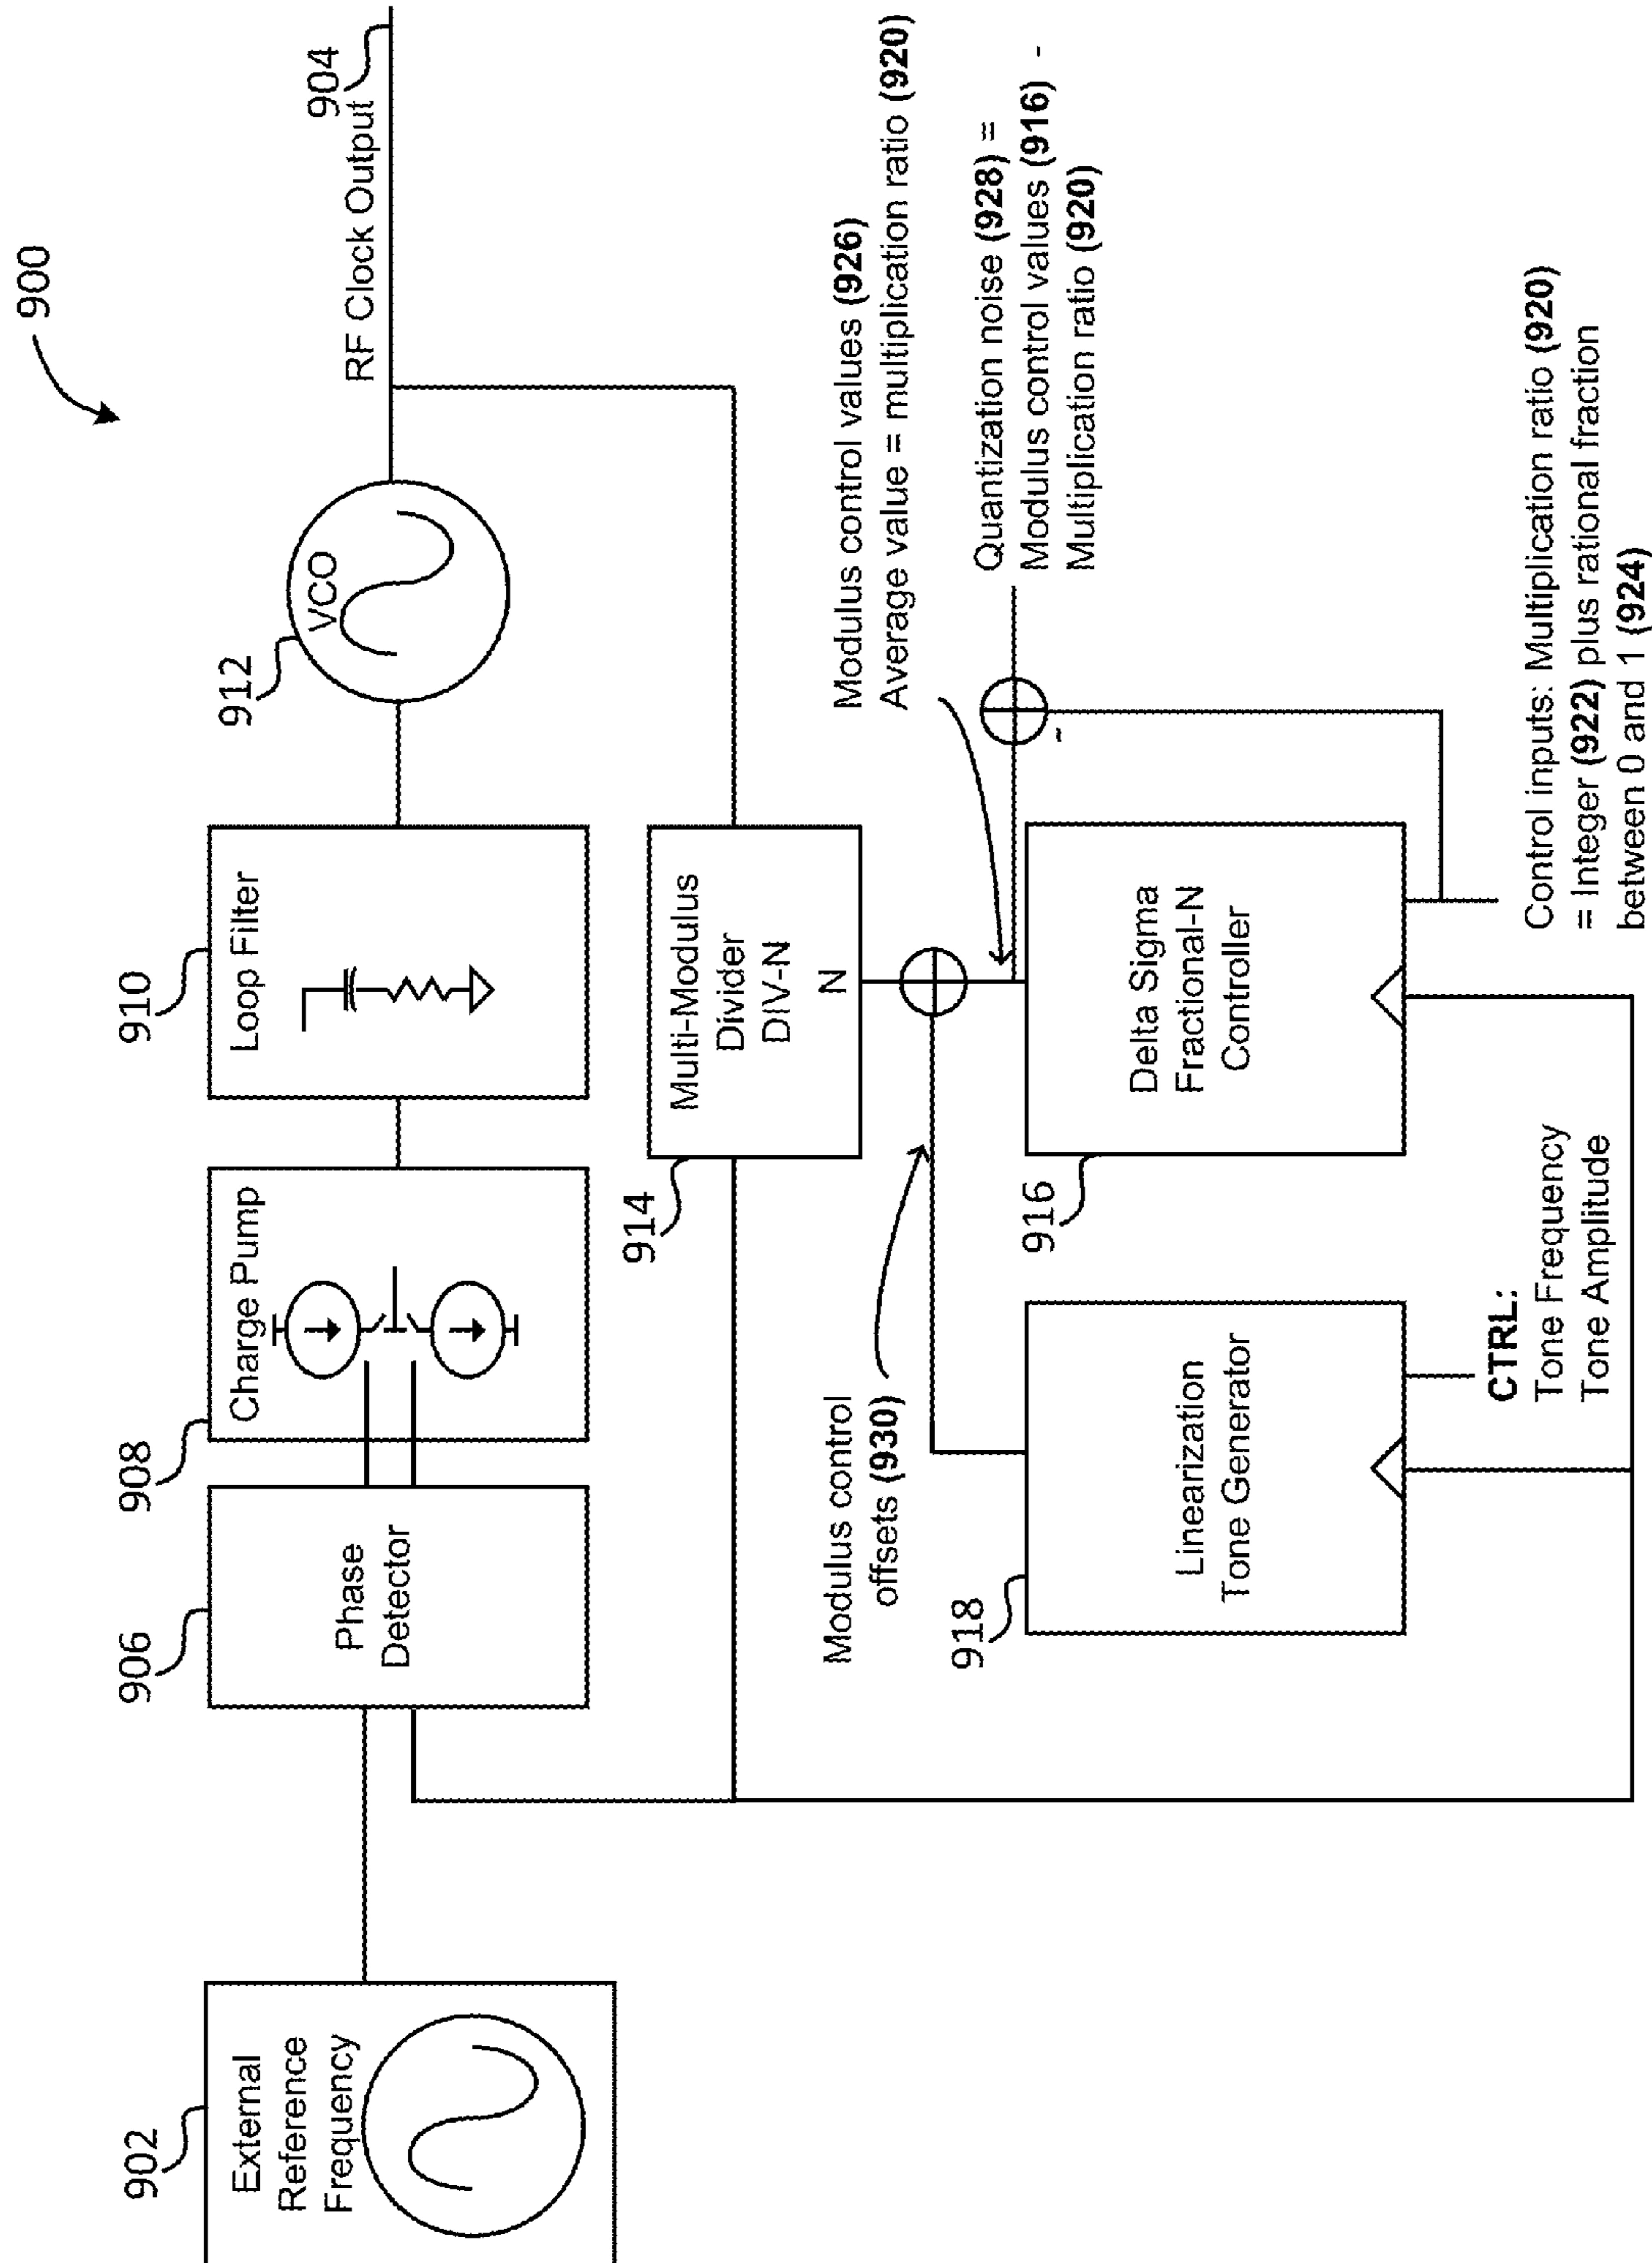 900
902
External
Reference
Frequency
906
Phase
Detector
908
Charge Pump
910
Loop Filter
912
VCO
RF Clock Output
904
914
Multi-Modulus
Divider
DIV-N
N
Modulus control
offsets (930)
Modulus control values (926)
Average value = multiplication ratio (920)
Quantization noise (928) =
Modulus control values (916) -
Multiplication ratio (920)
-
918
Linearization
Tone Generator
916
Delta Sigma
Fractional-N
Controller
CTRL:
Tone Frequency
Tone Amplitude
Control inputs: Multiplication ratio (920)
= Integer (922) plus rational fraction
between 0 and 1 (924)